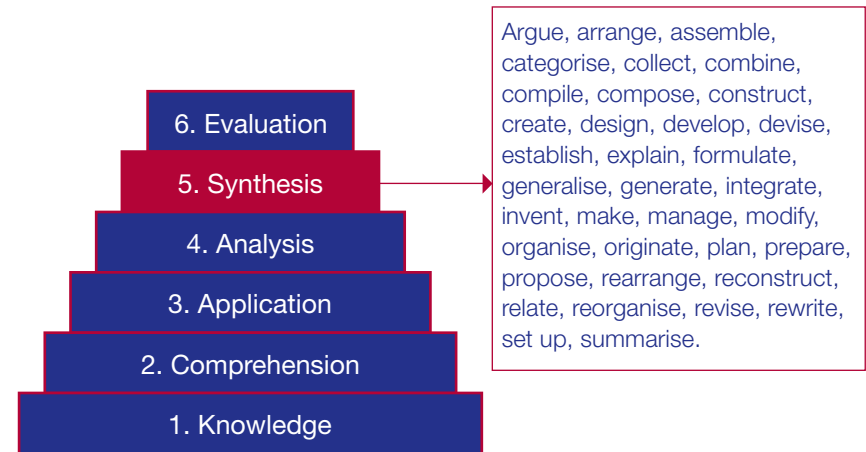 6. Evaluation
5. Synthesis
4. Analysis
3. Application
2. Comprehension
1. Knowledge
Argue, arrange, assemble,
categorise, collect, combine,
compile, compose, construct,
create, design, develop, devise,
establish, explain, formulate,
generalise, generate, integrate,
invent, make, manage, modify,
organise, originate, plan, prepare,
propose, rearrange, reconstruct,
relate, reorganise, revise, rewrite,
set up, summarise.